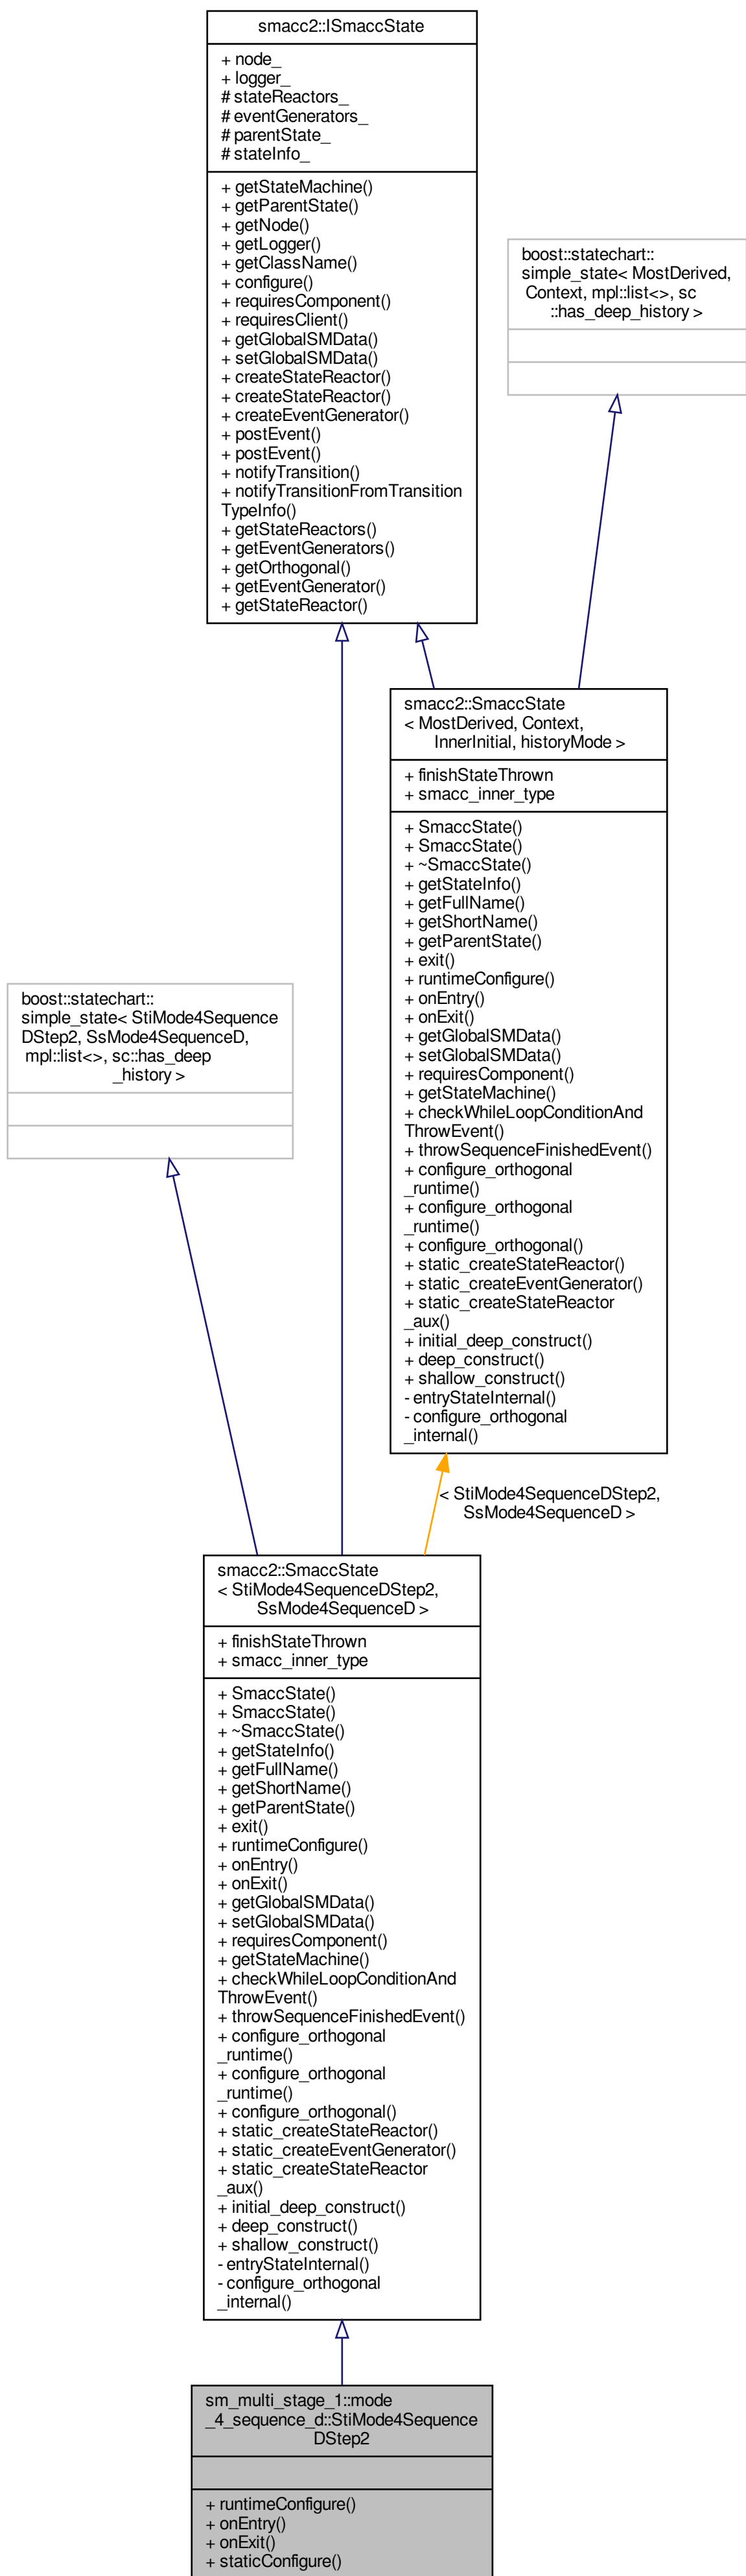 smacc2::ISmaccState
+ node_
+ logger_
# stateReactors_
# eventGenerators_
# parentState_
# stateInfo_
+ getStateMachine()
+ getParentState()
+ getNode()
+ getLogger()
+ getClassName()
+ configure()
+ requiresComponent()
+ requiresClient()
+ getGlobalSMData()
+ setGlobalSMData()
+ createStateReactor()
+ createStateReactor()
+ createEventGenerator()
+ postEvent()
+ postEvent()
+ notifyTransition()
+ notifyTransitionFromTransition
TypeInfo()
+ getStateReactors()
+ getEventGenerators()
+ getOrthogonal()
+ getEventGenerator()
+ getStateReactor()
boost::statechart::
simple_state< MostDerived,
Context, mpl::list<>, sc
::has_deep_history >
smacc2::SmaccState
< MostDerived, Context,
InnerInitial, historyMode >
+ finishStateThrown
+ smacc_inner_type
+ SmaccState()
+ SmaccState()
+ ~SmaccState()
+ getStateInfo()
+ getFullName()
+ getShortName()
+ getParentState()
+ exit()
+ runtimeConfigure()
+ onEntry()
+ onExit()
+ getGlobalSMData()
+ setGlobalSMData()
+ requiresComponent()
+ getStateMachine()
+ checkWhileLoopConditionAnd
ThrowEvent()
+ throwSequenceFinishedEvent()
+ configure_orthogonal
_runtime()
+ configure_orthogonal
_runtime()
+ configure_orthogonal()
+ static_createStateReactor()
+ static_createEventGenerator()
+ static_createStateReactor
_aux()
+ initial_deep_construct()
+ deep_construct()
+ shallow_construct()
- entryStateInternal()
- configure_orthogonal
_internal()
boost::statechart::
simple_state< StiMode4Sequence
DStep2, SsMode4SequenceD,
mpl::list<>, sc::has_deep
_history >
< StiMode4SequenceDStep2,
SsMode4SequenceD >
smacc2::SmaccState
< StiMode4SequenceDStep2,
SsMode4SequenceD >
+ finishStateThrown
+ smacc_inner_type
+ SmaccState()
+ SmaccState()
+ ~SmaccState()
+ getStateInfo()
+ getFullName()
+ getShortName()
+ getParentState()
+ exit()
+ runtimeConfigure()
+ onEntry()
+ onExit()
+ getGlobalSMData()
+ setGlobalSMData()
+ requiresComponent()
+ getStateMachine()
+ checkWhileLoopConditionAnd
ThrowEvent()
+ throwSequenceFinishedEvent()
+ configure_orthogonal
_runtime()
+ configure_orthogonal
_runtime()
+ configure_orthogonal()
+ static_createStateReactor()
+ static_createEventGenerator()
+ static_createStateReactor
_aux()
+ initial_deep_construct()
+ deep_construct()
+ shallow_construct()
- entryStateInternal()
- configure_orthogonal
_internal()
sm_multi_stage_1::mode
_4_sequence_d::StiMode4Sequence
DStep2
+ runtimeConfigure()
+ onEntry()
+ onExit()
+ staticConfigure()